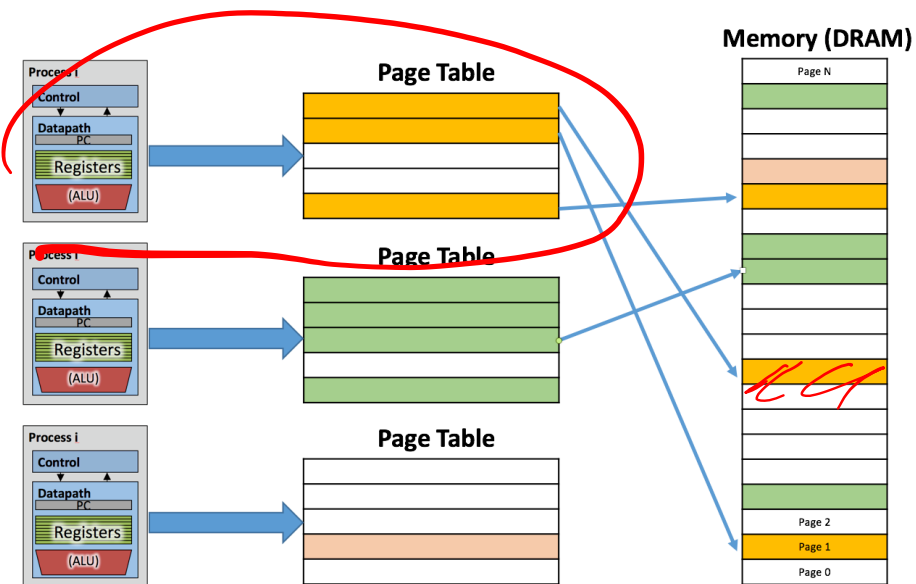 Memory (DRAM)
Process i
Control
Datapath
PC
Registers
(ALU)
Page Table
Process i
Control
Datapath
PC
Registers
(ALU)
Page Table
Process i
Control
Datapath
PC
Registers
(ALU)
Page Table
Page N
Page 2
Page 1
Page 0